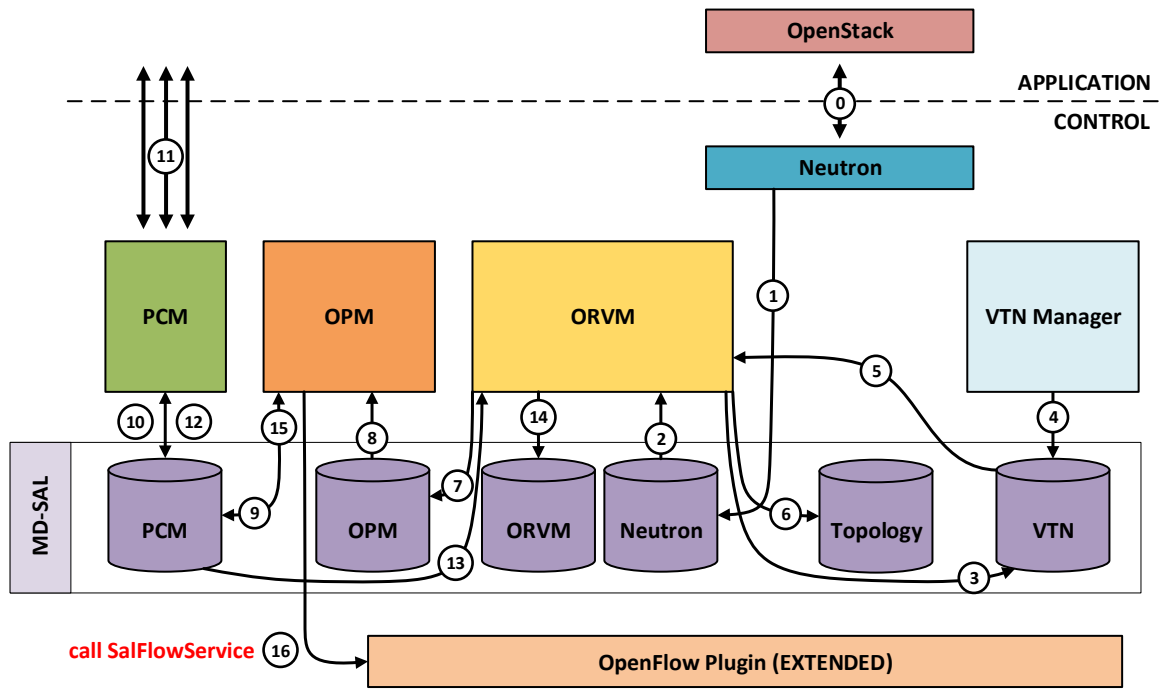 OpenStack
APPLICATION
0
CONTROL
11
Neutron
1
PCM
OPM
ORVM
VTN Manager
5
10
12
15
8
14
2
4
MD-SAL
7
9
6
PCM
OPM
ORVM
Neutron
Topology
VTN
13
3
call SalFlowService 16
OpenFlow Plugin (EXTENDED)